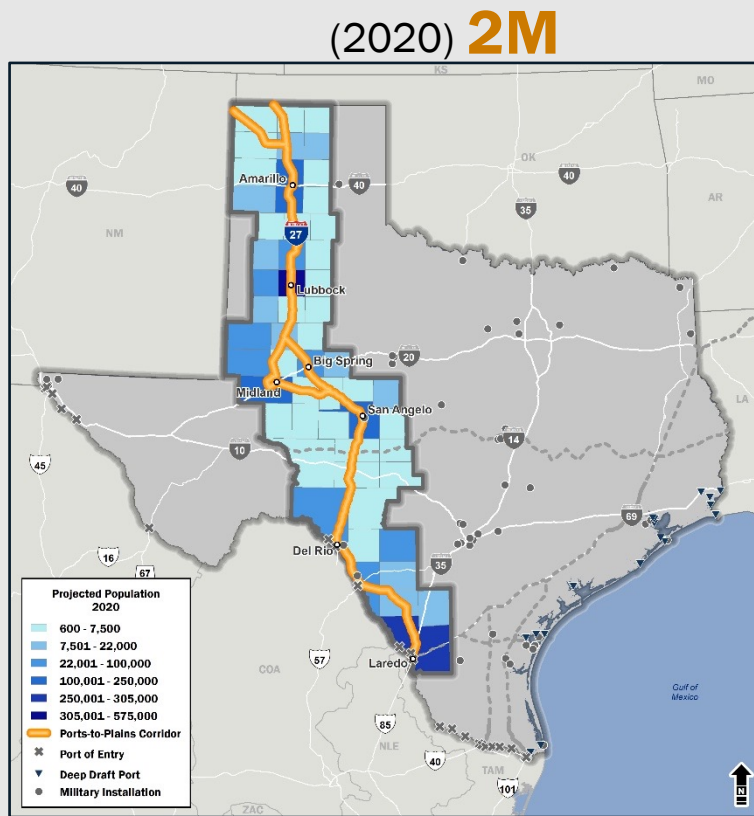 (2020) 2M
KS
MO
OK
AR
NM
LA
40
Amarillo
40
40
35
27
Lubbock
Big Spring
20
Midland
San Angelo
10
14
45
69
16
Del Rio
35
67
Projected Population
2020
600 - 7,500
7,501 - 22,000
22,001 - 100,000
100,001 - 250,000
250,001 - 305,000
305,001 - 575,000
Ports-to-Plains Corridor
Port of Entry
Deep Draft Port
Military Installation
COA
57
Laredo
Gulf of
Mexico
85
NLE
40
TAM
101
ZAC
N